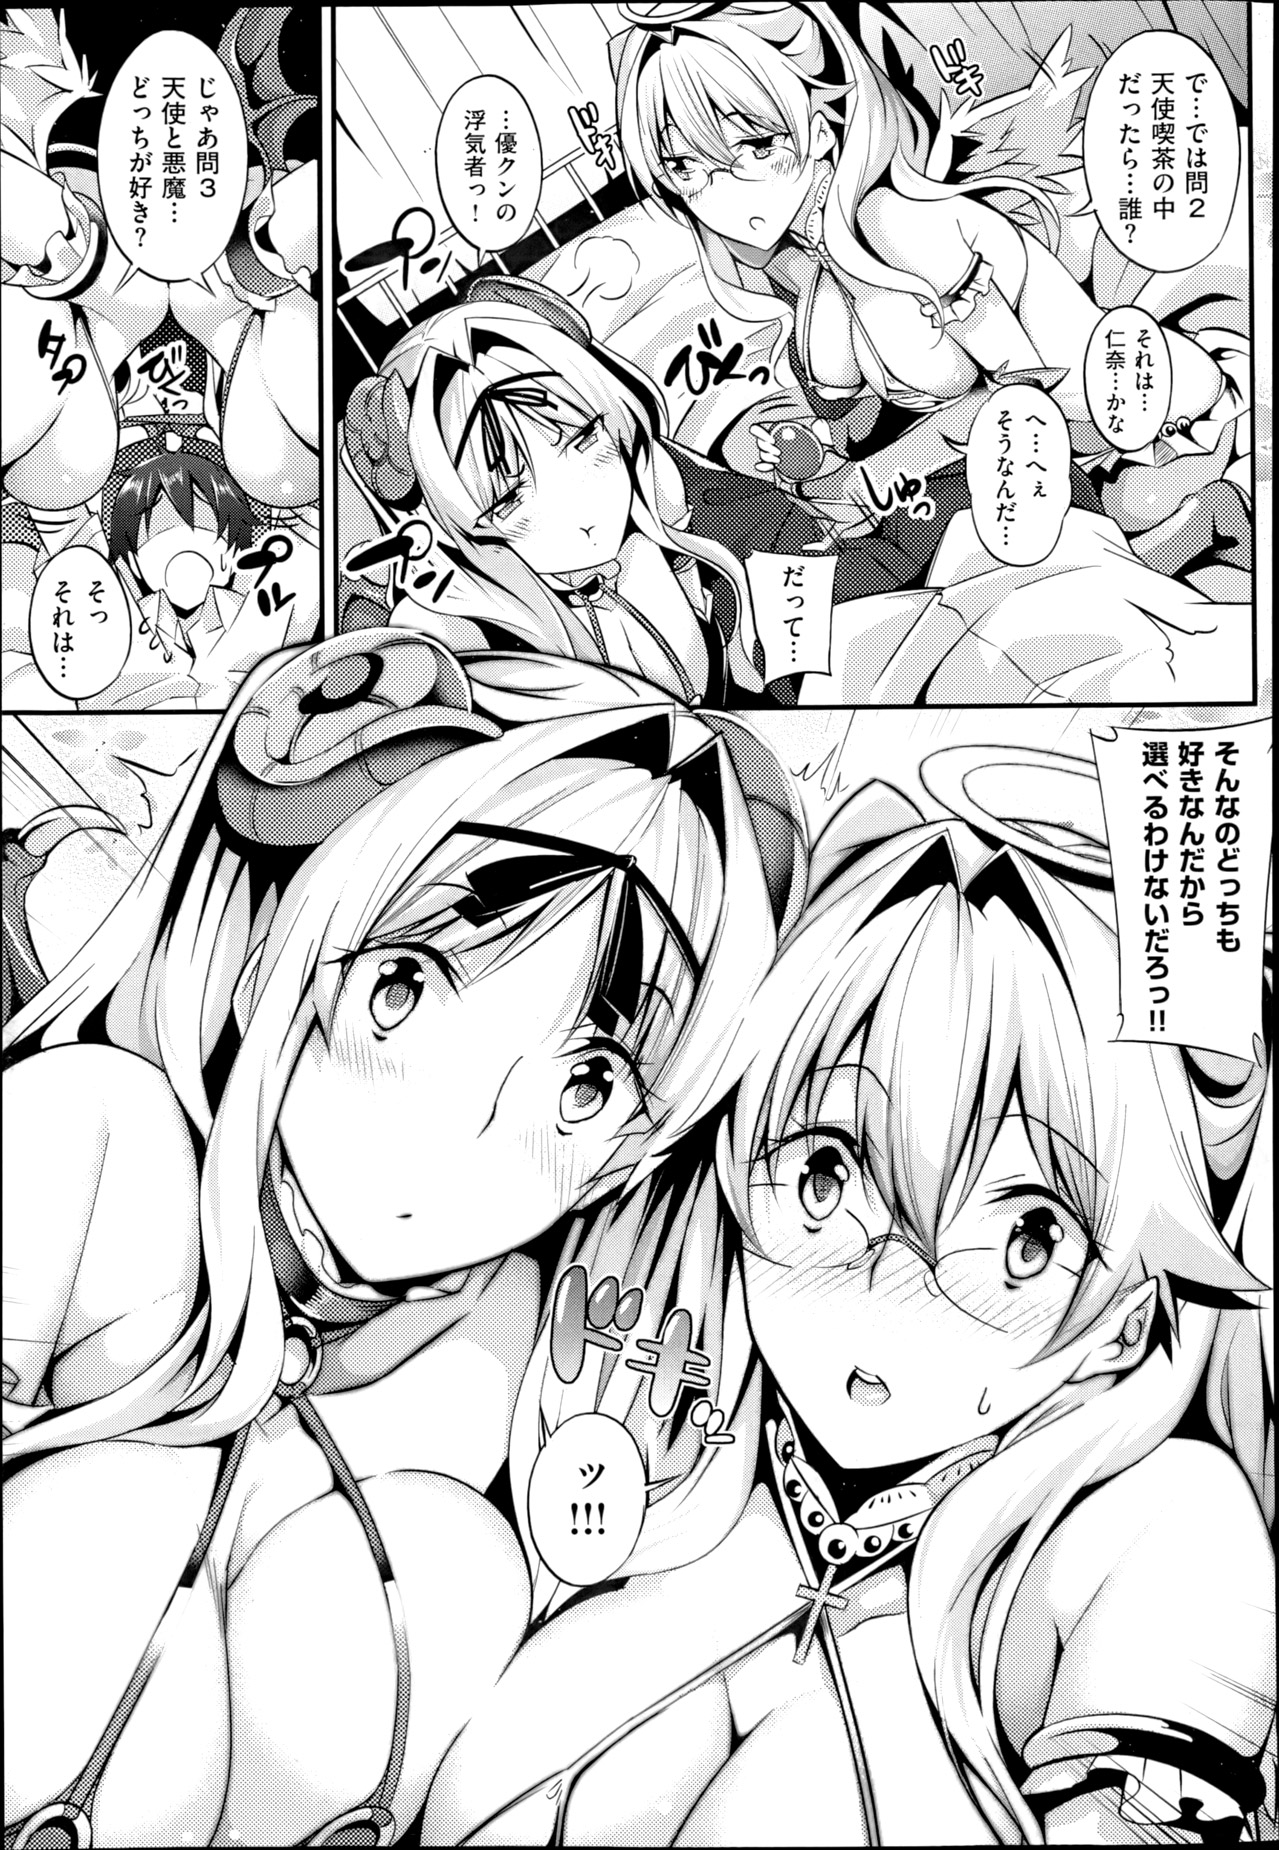 で…では問2
天使喫茶の中
だったら…誰?
ドキ
ドキ
それは…
仁奈…かな
へ…へぇ
そうなんだ…
しゅっ
びくっ
だって…
…優クンの
浮気者っ!
プン
プン
じゃあ問3
天使と悪魔…
どっちが好き?
びくっ
タプ
プル
そっ
それは…
そんなのどっちも
好きなんだから
選べるわけないだろっ!!
ドキーン
ッ!!!